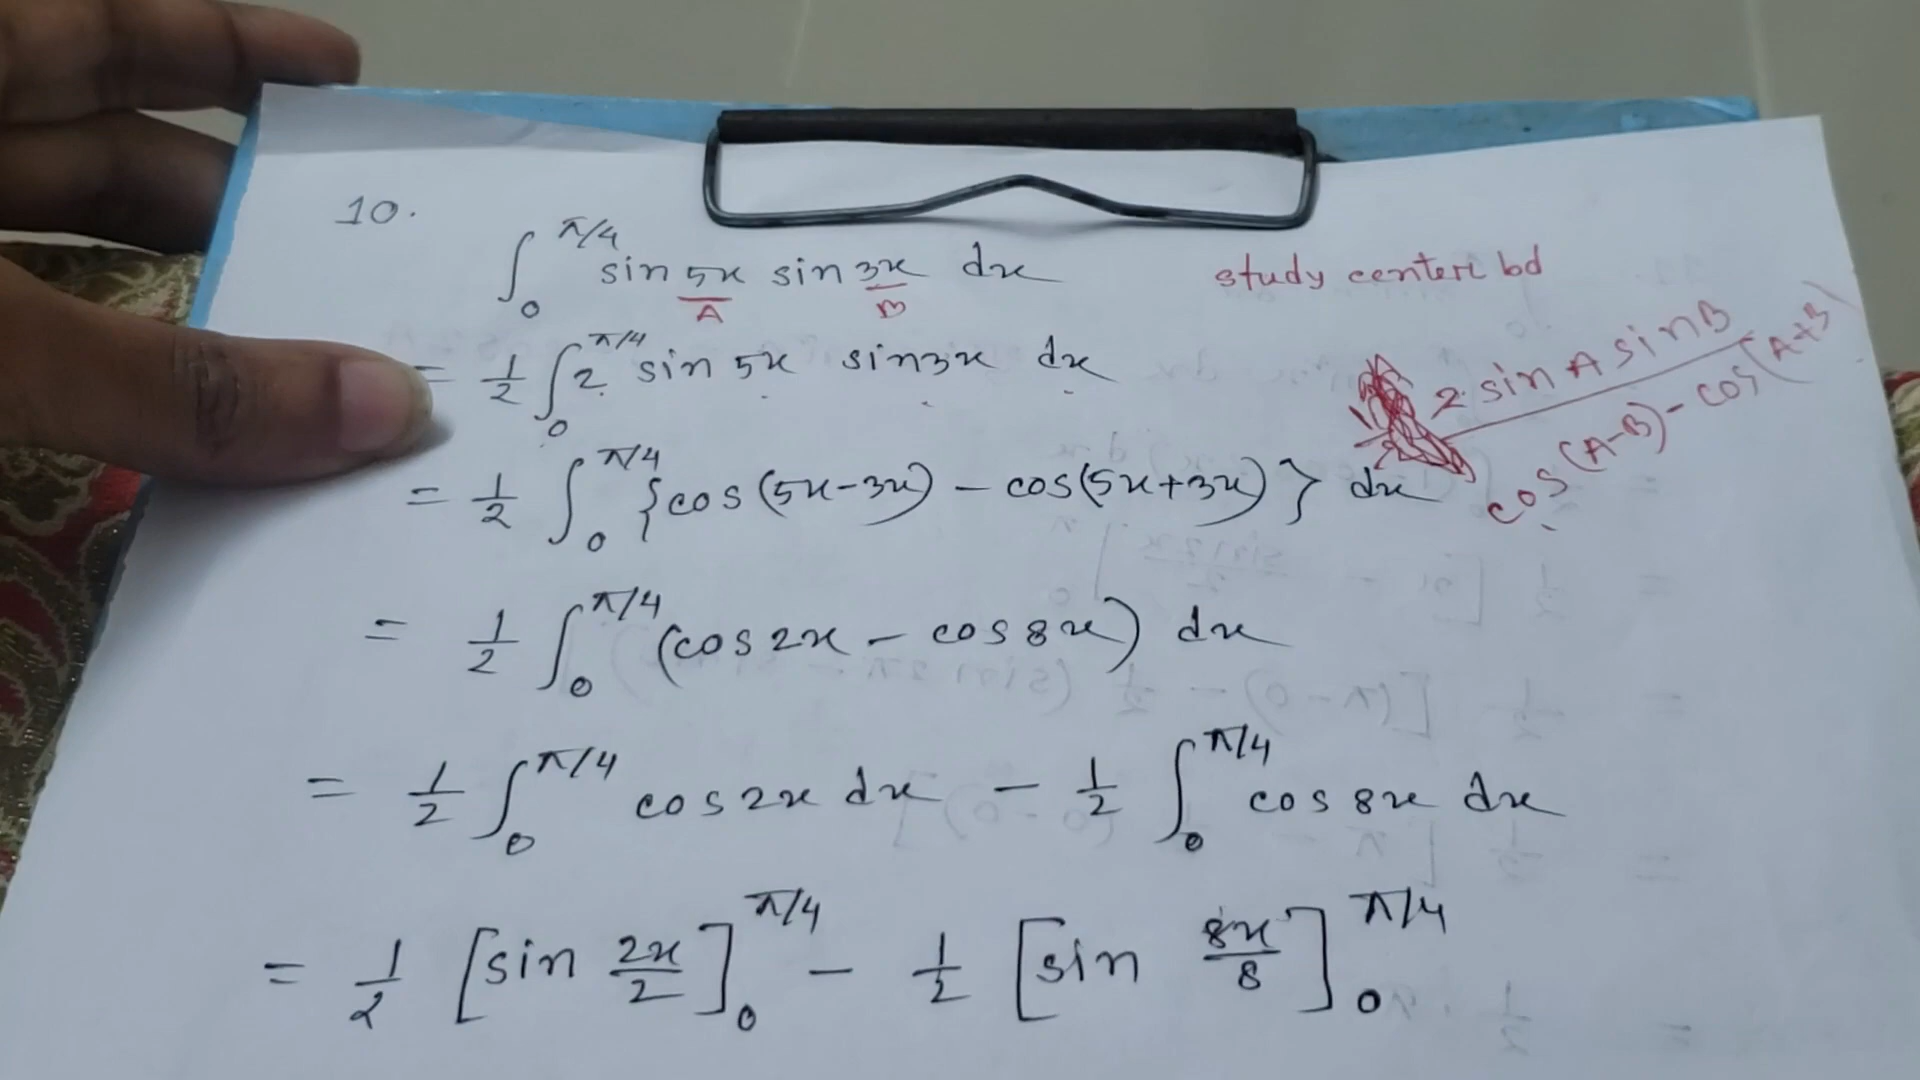 10.
∫₀^π/4 sin 5x sin 3x dx
A B
study center bd
= 1/2 ∫₀^π/4 2 sin 5x sin3x dx
2 sin A sin B
cos (A-B) - cos (A+B)
= 1/2 ∫₀^π/4 {cos (5x-3x) - cos(5x+3x)} dx
= 1/2 ∫₀^π/4 (cos 2x - cos 8x) dx
= 1/2 ∫₀^π/4 cos 2x dx - 1/2 ∫₀^π/4 cos 8x dx
= 1/2 [sin 2x/2]₀^π/4 - 1/2 [sin 8x/8]₀^π/4